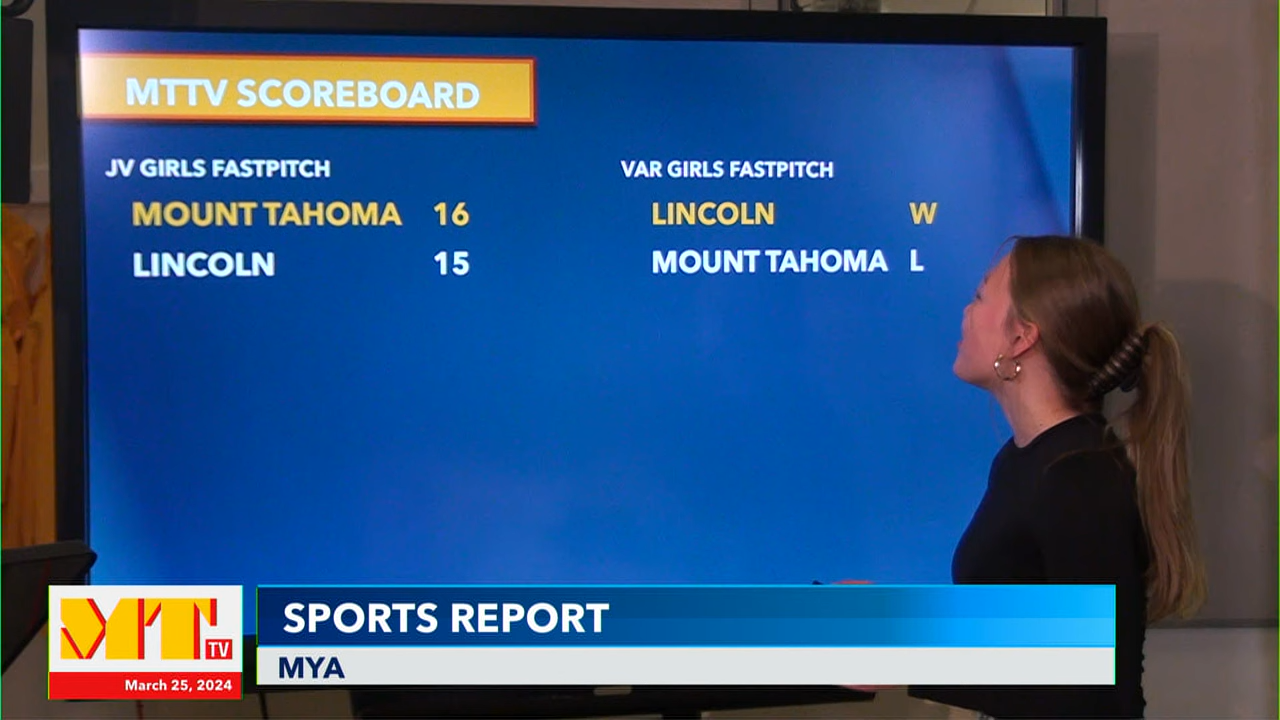 MTTV SCOREBOARD
JV GIRLS FASTPITCH
MOUNT TAHOMA 16
LINCOLN 15
VAR GIRLS FASTPITCH
LINCOLN W
MOUNT TAHOMA L
MT
TV
March 25, 2024
SPORTS REPORT
MYA